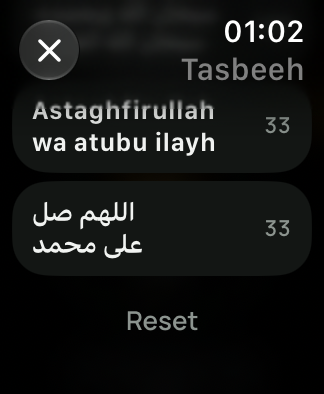 01:02
Tasbeeh
Astaghfirullah
wa atubu ilayh
33
اللهم صل
على محمد
33
Reset